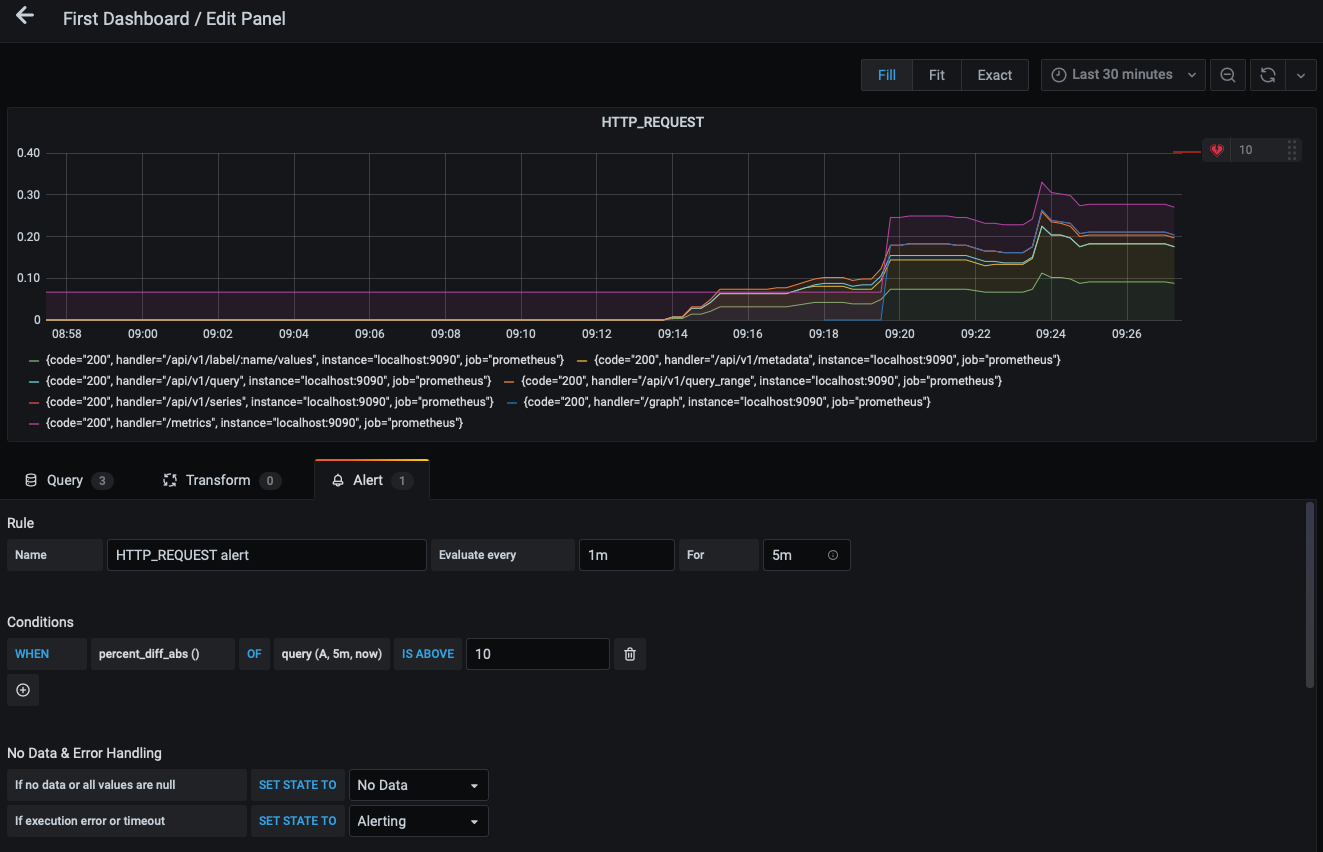 First Dashboard / Edit Panel
Fill Fit Exact Last 30 minutes
HTTP_REQUEST
10
0.40
0.30
0.20
0.10
0
08:58 09:00 09:02 09:04 09:06 09:08 09:10 09:12 09:14 09:16 09:18 09:20 09:22 09:24 09:26
{code="200", handler="/api/v1/label/:name/values", instance="localhost:9090", job="prometheus"} {code="200", handler="/api/v1/metadata", instance="localhost:9090", job="prometheus"}
{code="200", handler="/api/v1/query", instance="localhost:9090", job="prometheus"} {code="200", handler="/api/v1/query_range", instance="localhost:9090", job="prometheus"}
{code="200", handler="/api/v1/series", instance="localhost:9090", job="prometheus"} {code="200", handler="/graph", instance="localhost:9090", job="prometheus"}
{code="200", handler="/metrics", instance="localhost:9090", job="prometheus"}
Query 3 Transform 0 Alert 1
Rule
Name HTTP_REQUEST alert Evaluate every 1m For 5m
Conditions
WHEN percent_diff_abs () OF query (A, 5m, now) IS ABOVE 10
No Data & Error Handling
If no data or all values are null SET STATE TO No Data
If execution error or timeout SET STATE TO Alerting